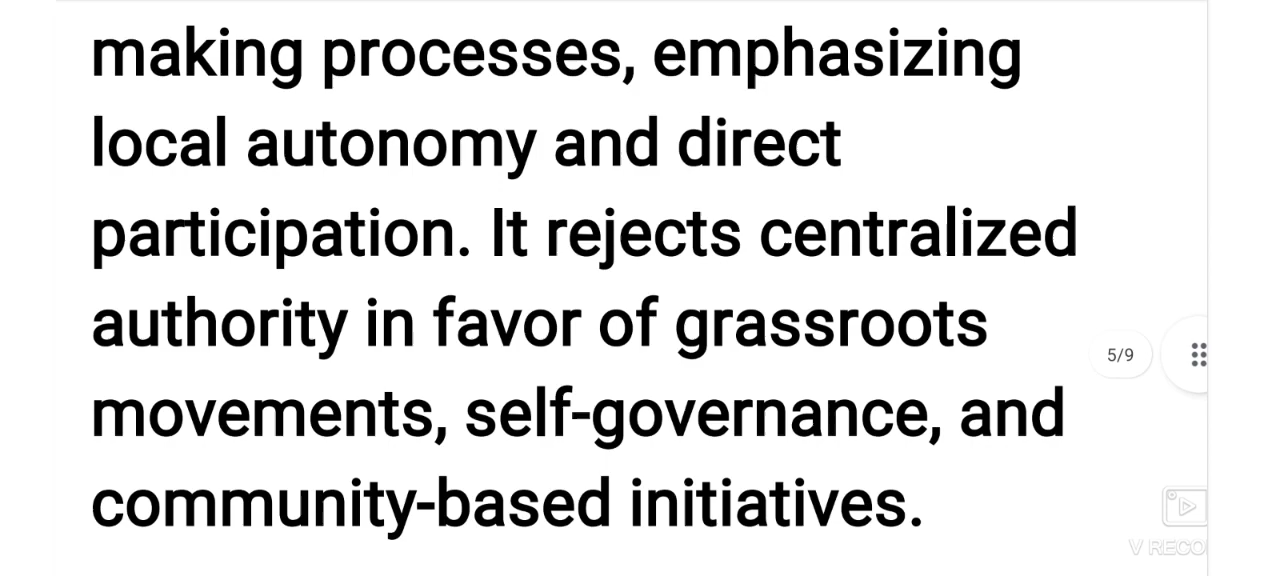 making processes, emphasizing
local autonomy and direct
participation. It rejects centralized
authority in favor of grassroots
5/9
movements, self-governance, and
community-based initiatives.
V RECO